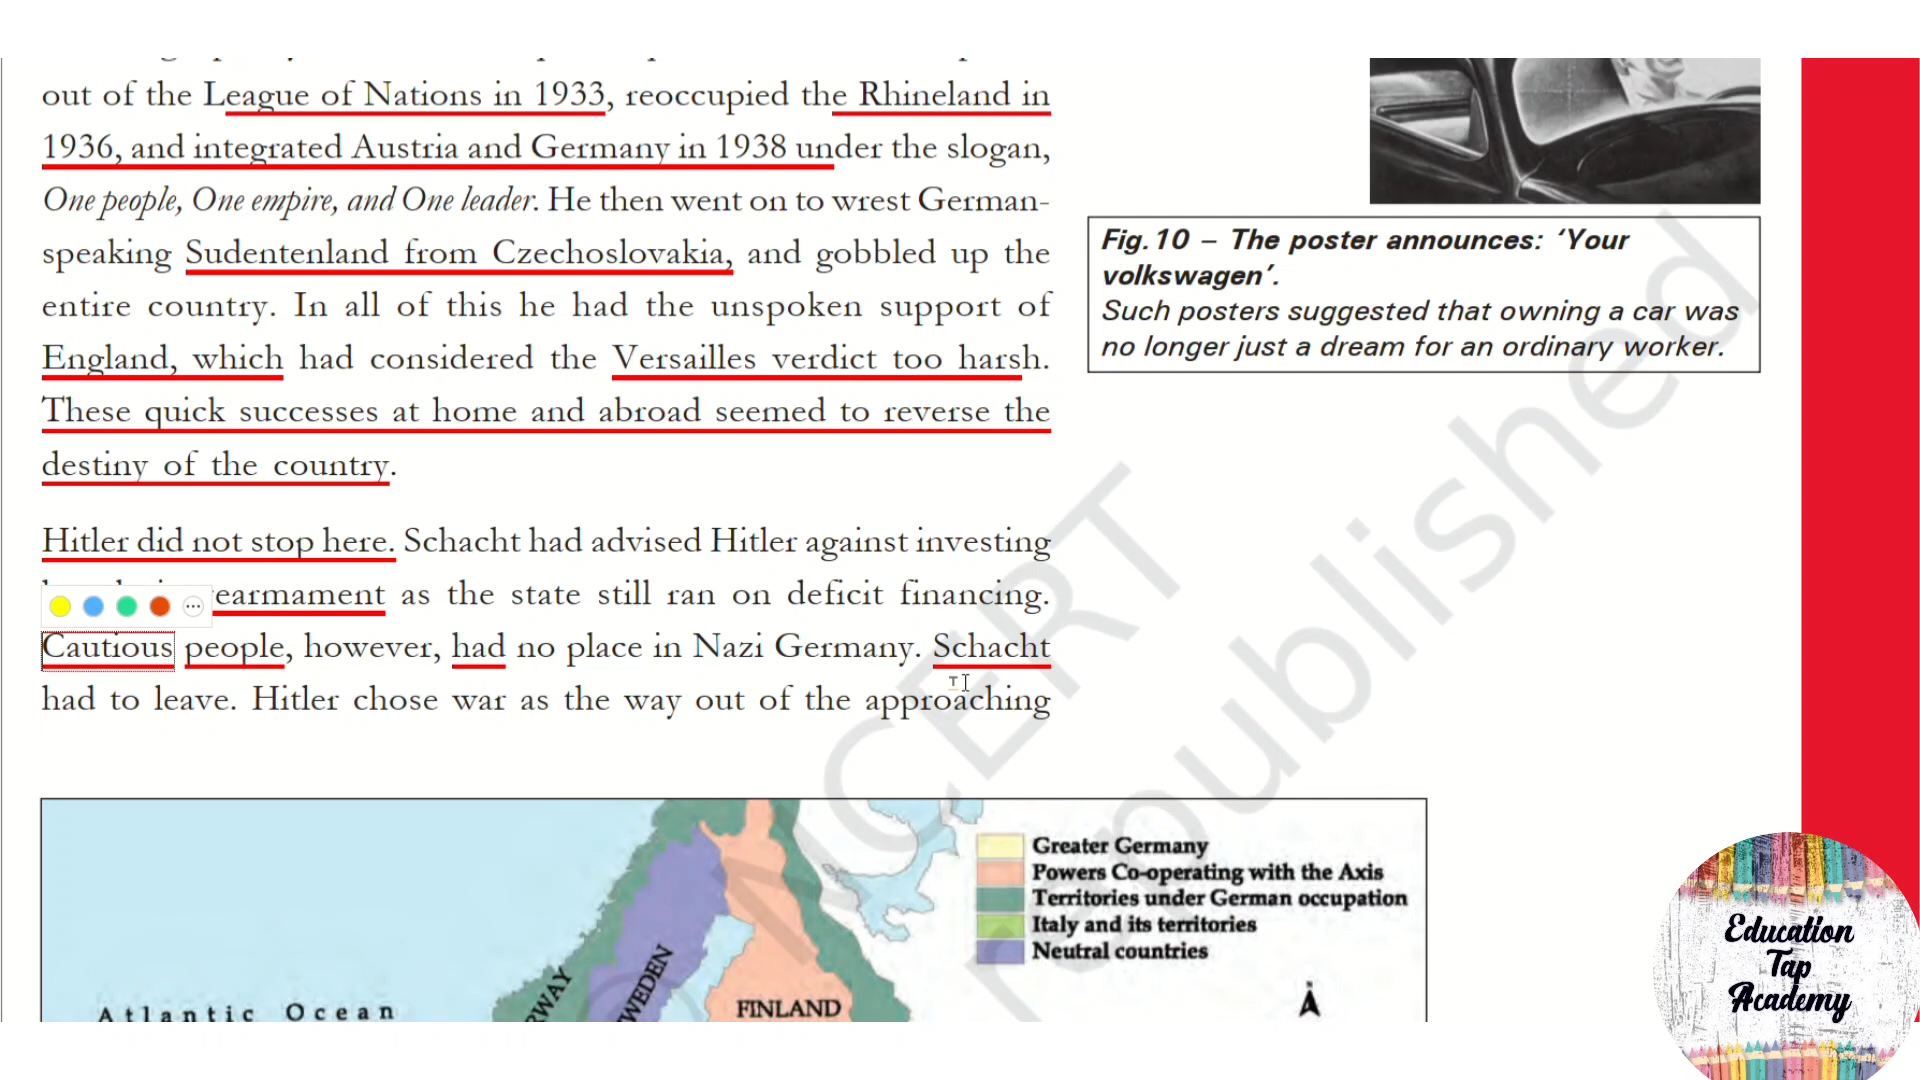 out of the League of Nations in 1933, reoccupied the Rhineland in
1936, and integrated Austria and Germany in 1938 under the slogan,
One people, One empire, and One leader. He then went on to wrest German-
speaking Sudentenland from Czechoslovakia, and gobbled up the
entire country. In all of this he had the unspoken support of
England, which had considered the Versailles verdict too harsh.
These quick successes at home and abroad seemed to reverse the
destiny of the country.
Hitler did not stop here. Schacht had advised Hitler against investing
earmament as the state still ran on deficit financing.
Cautious people, however, had no place in Nazi Germany. Schacht
had to leave. Hitler chose war as the way out of the approaching
Fig. 10 – The poster announces: ‘Your
volkswagen’.
Such posters suggested that owning a car was
no longer just a dream for an ordinary worker.
Greater Germany
Powers Co-operating with the Axis
Territories under German occupation
Italy and its territories
Neutral countries
Atlantic Ocean
RWAY
WEDEN
FINLAND
N
NCERT
republished
Education
Tap
Academy